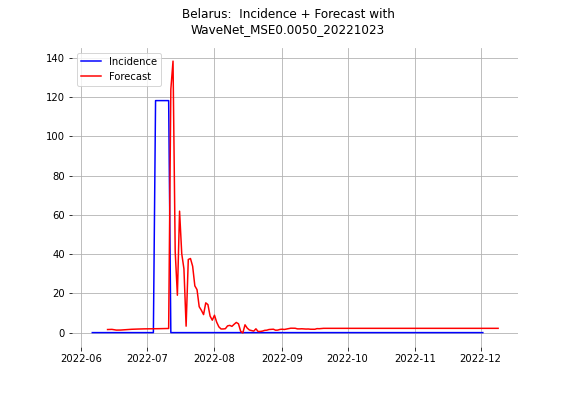 Belarus:  Incidence + Forecast with
WaveNet_MSE0.0050_20221023
Incidence
Forecast
140
120
100
80
60
40
20
0
2022-06 2022-07 2022-08 2022-09 2022-10 2022-11 2022-12